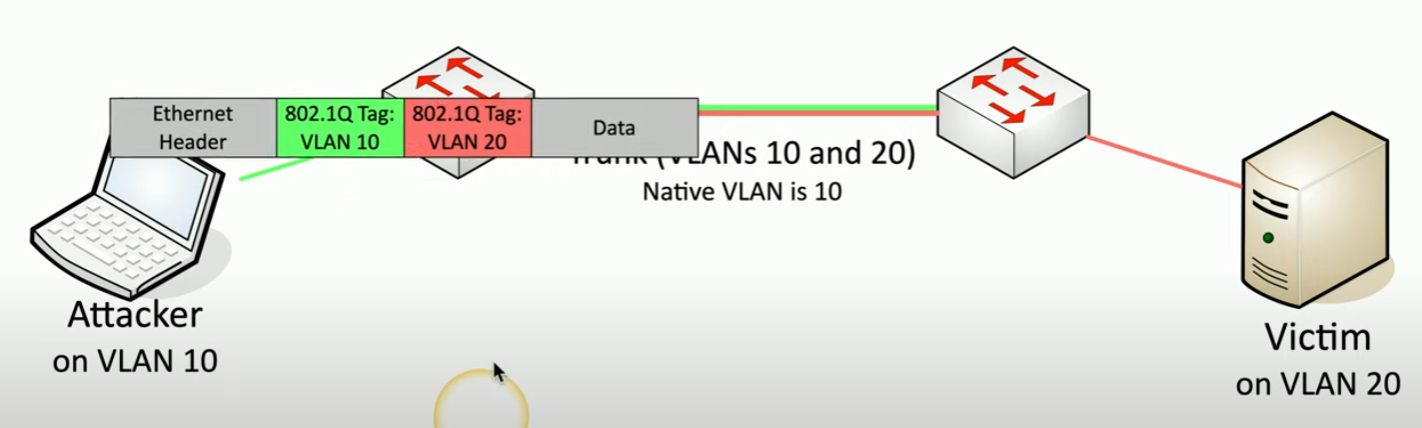 Ethernet
Header
802.1Q Tag:
VLAN 10
802.1Q Tag:
VLAN 20
Data
Trunk (VLANs 10 and 20)
Native VLAN is 10
Attacker
on VLAN 10
Victim
on VLAN 20